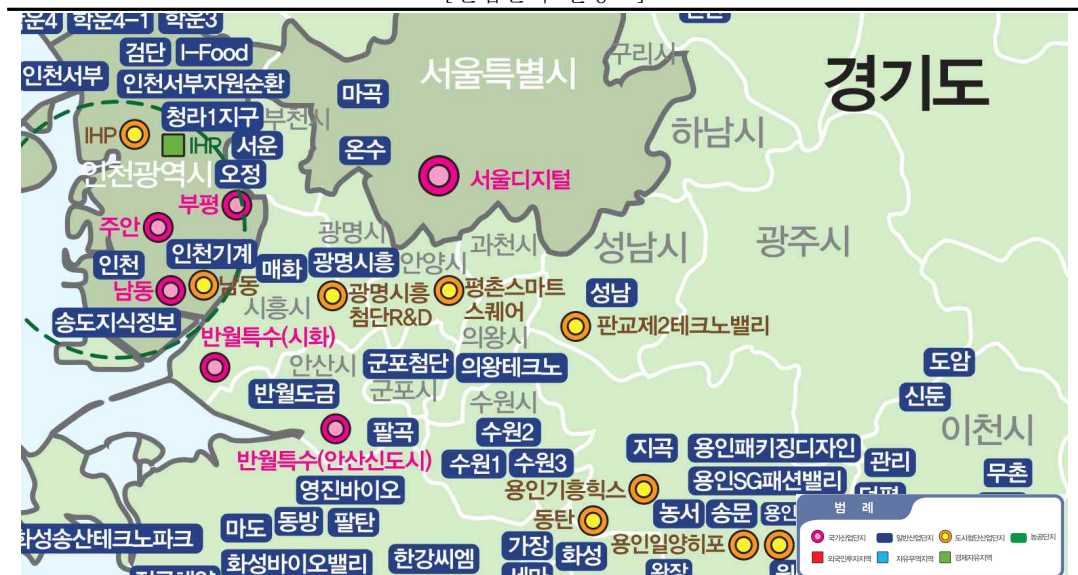 학운4-1
학운3
검단
I-Food
인천서부
인천서부자원순환
서울특별시
구리시
경기도
마곡
청라1지구
부천시
하남시
IHP
IHR
서운
온수
인천광역시
오정
서울디지털
부평
주안
광명시
과천시
성남시
광주시
인천기계
인천
매화
광명시흥
안양시
남동
남동
시흥시
광명시흥
첨단R&D
평촌스마트
스퀘어
성남
송도지식정보
판교제2테크노밸리
반월특수(시화)
의왕시
안산시
군포첨단
의왕테크노
도암
반월도금
군포시
수원시
신둔
이천시
팔곡
수원2
지곡
용인패키징디자인
반월특수(안산신도시)
수원1
수원3
관리
무촌
영진바이오
용인기흥힉스
용인SG패션밸리
마도
동방
팔탄
동탄
농서
송문
화성송산테크노파크
가장
화성
용인일양히포
화성바이오밸리
한강씨엠
범 례
국가산업단지
일반산업단지
도시첨단산업단지
농공단지
외국인투자지역
자유무역지역
경제자유지역